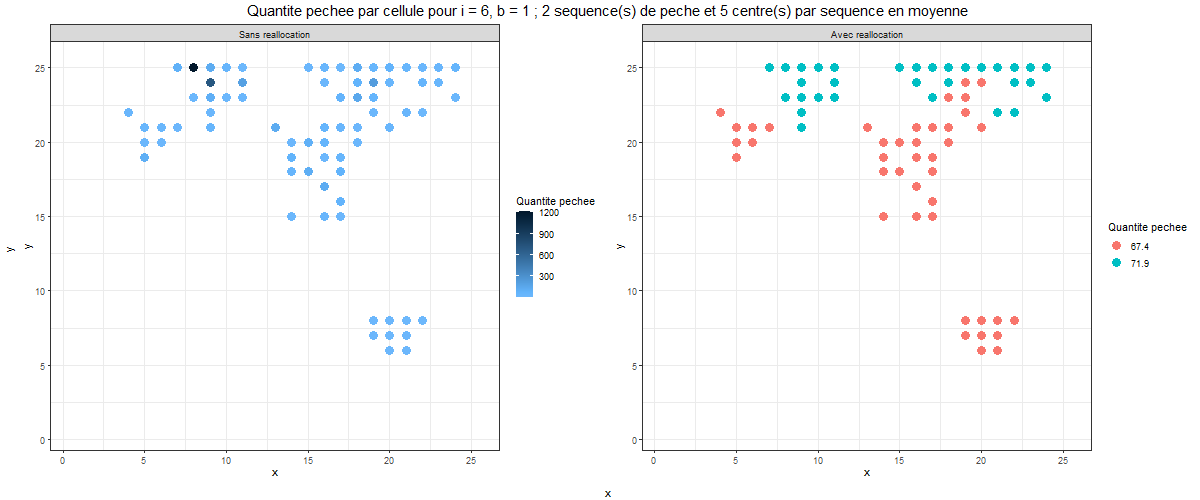 Quantite pechee par cellule pour i = 6, b = 1 ; 2 sequence(s) de peche et 5 centre(s) par sequence en moyenne
Sans reallocation
25
20
15
10
5
0
0 5 10 15 20 25
x
y
y
Quantite pechee
1200
900
600
300
Avec reallocation
25
20
15
10
5
0
0 5 10 15 20 25
x
y
Quantite pechee
67.4
71.9
x